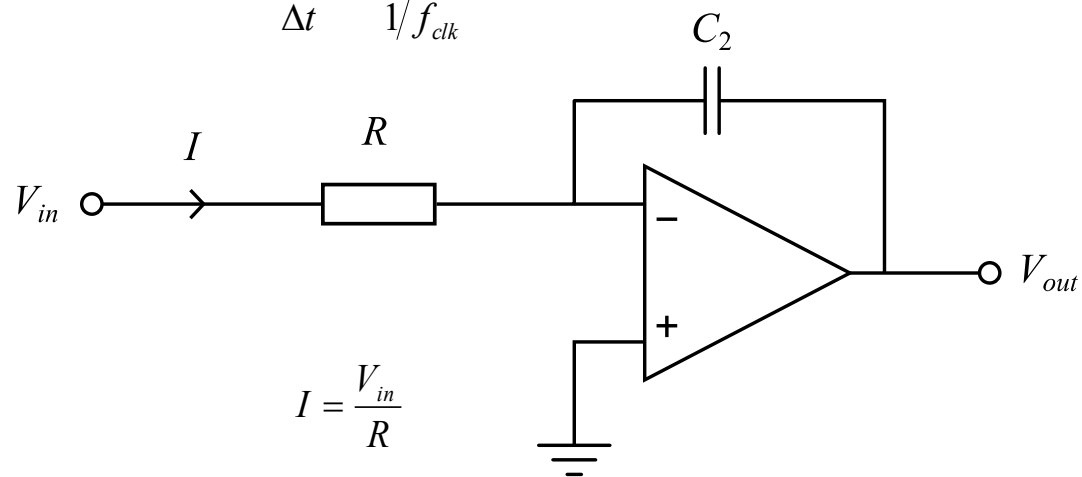 Δt 1/f_clk
C₂
R
I
V_in
−
V_out
+
I = V_in / R